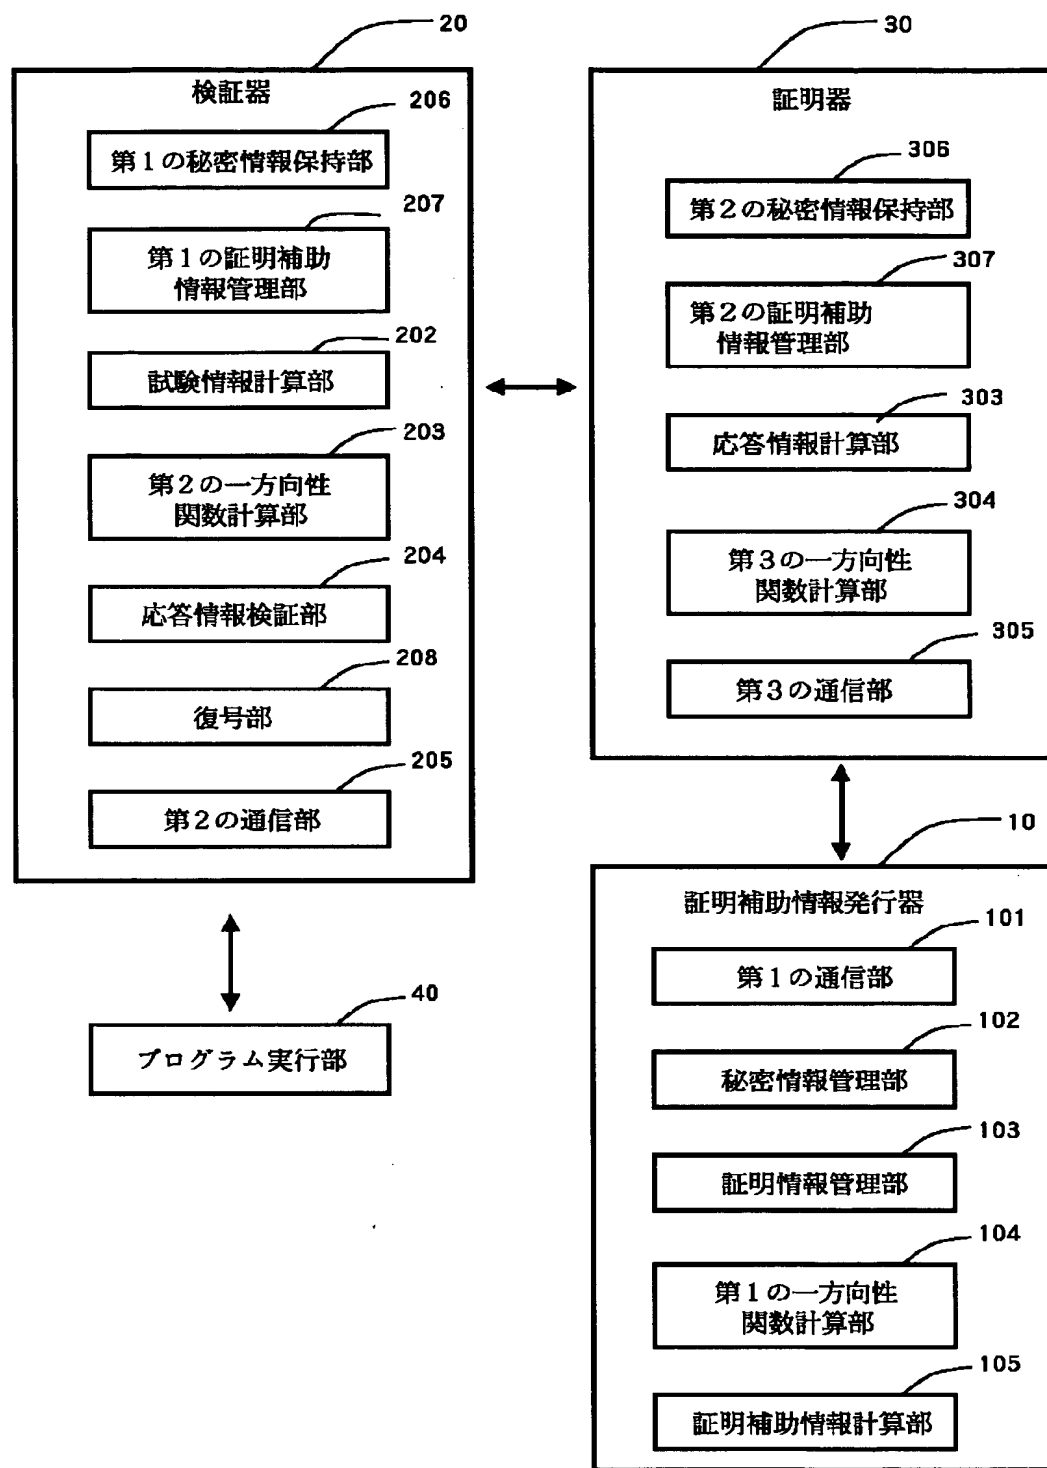 20
検証器
206
第1の秘密情報保持部
207
第1の証明補助
情報管理部
202
試験情報計算部
203
第2の一方向性
関数計算部
204
応答情報検証部
208
復号部
205
第2の通信部
40
プログラム実行部
30
証明器
306
第2の秘密情報保持部
307
第2の証明補助
情報管理部
303
応答情報計算部
304
第3の一方向性
関数計算部
305
第3の通信部
10
証明補助情報発行器
101
第1の通信部
102
秘密情報管理部
103
証明情報管理部
104
第1の一方向性
関数計算部
105
証明補助情報計算部